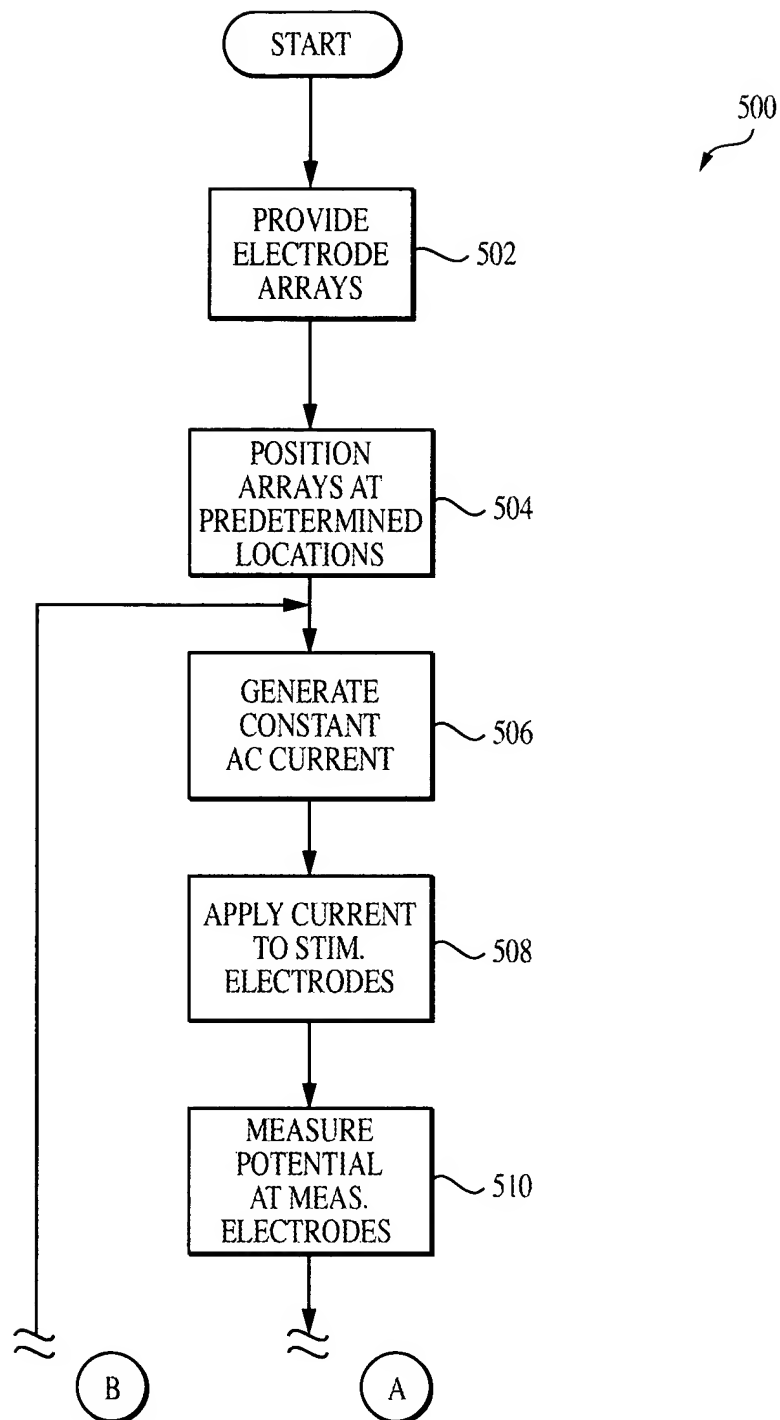 START
500
PROVIDE
ELECTRODE
ARRAYS
502
POSITION
ARRAYS AT
PREDETERMINED
LOCATIONS
504
GENERATE
CONSTANT
AC CURRENT
506
APPLY CURRENT
TO STIM.
ELECTRODES
508
MEASURE
POTENTIAL
AT MEAS.
ELECTRODES
510
B
A